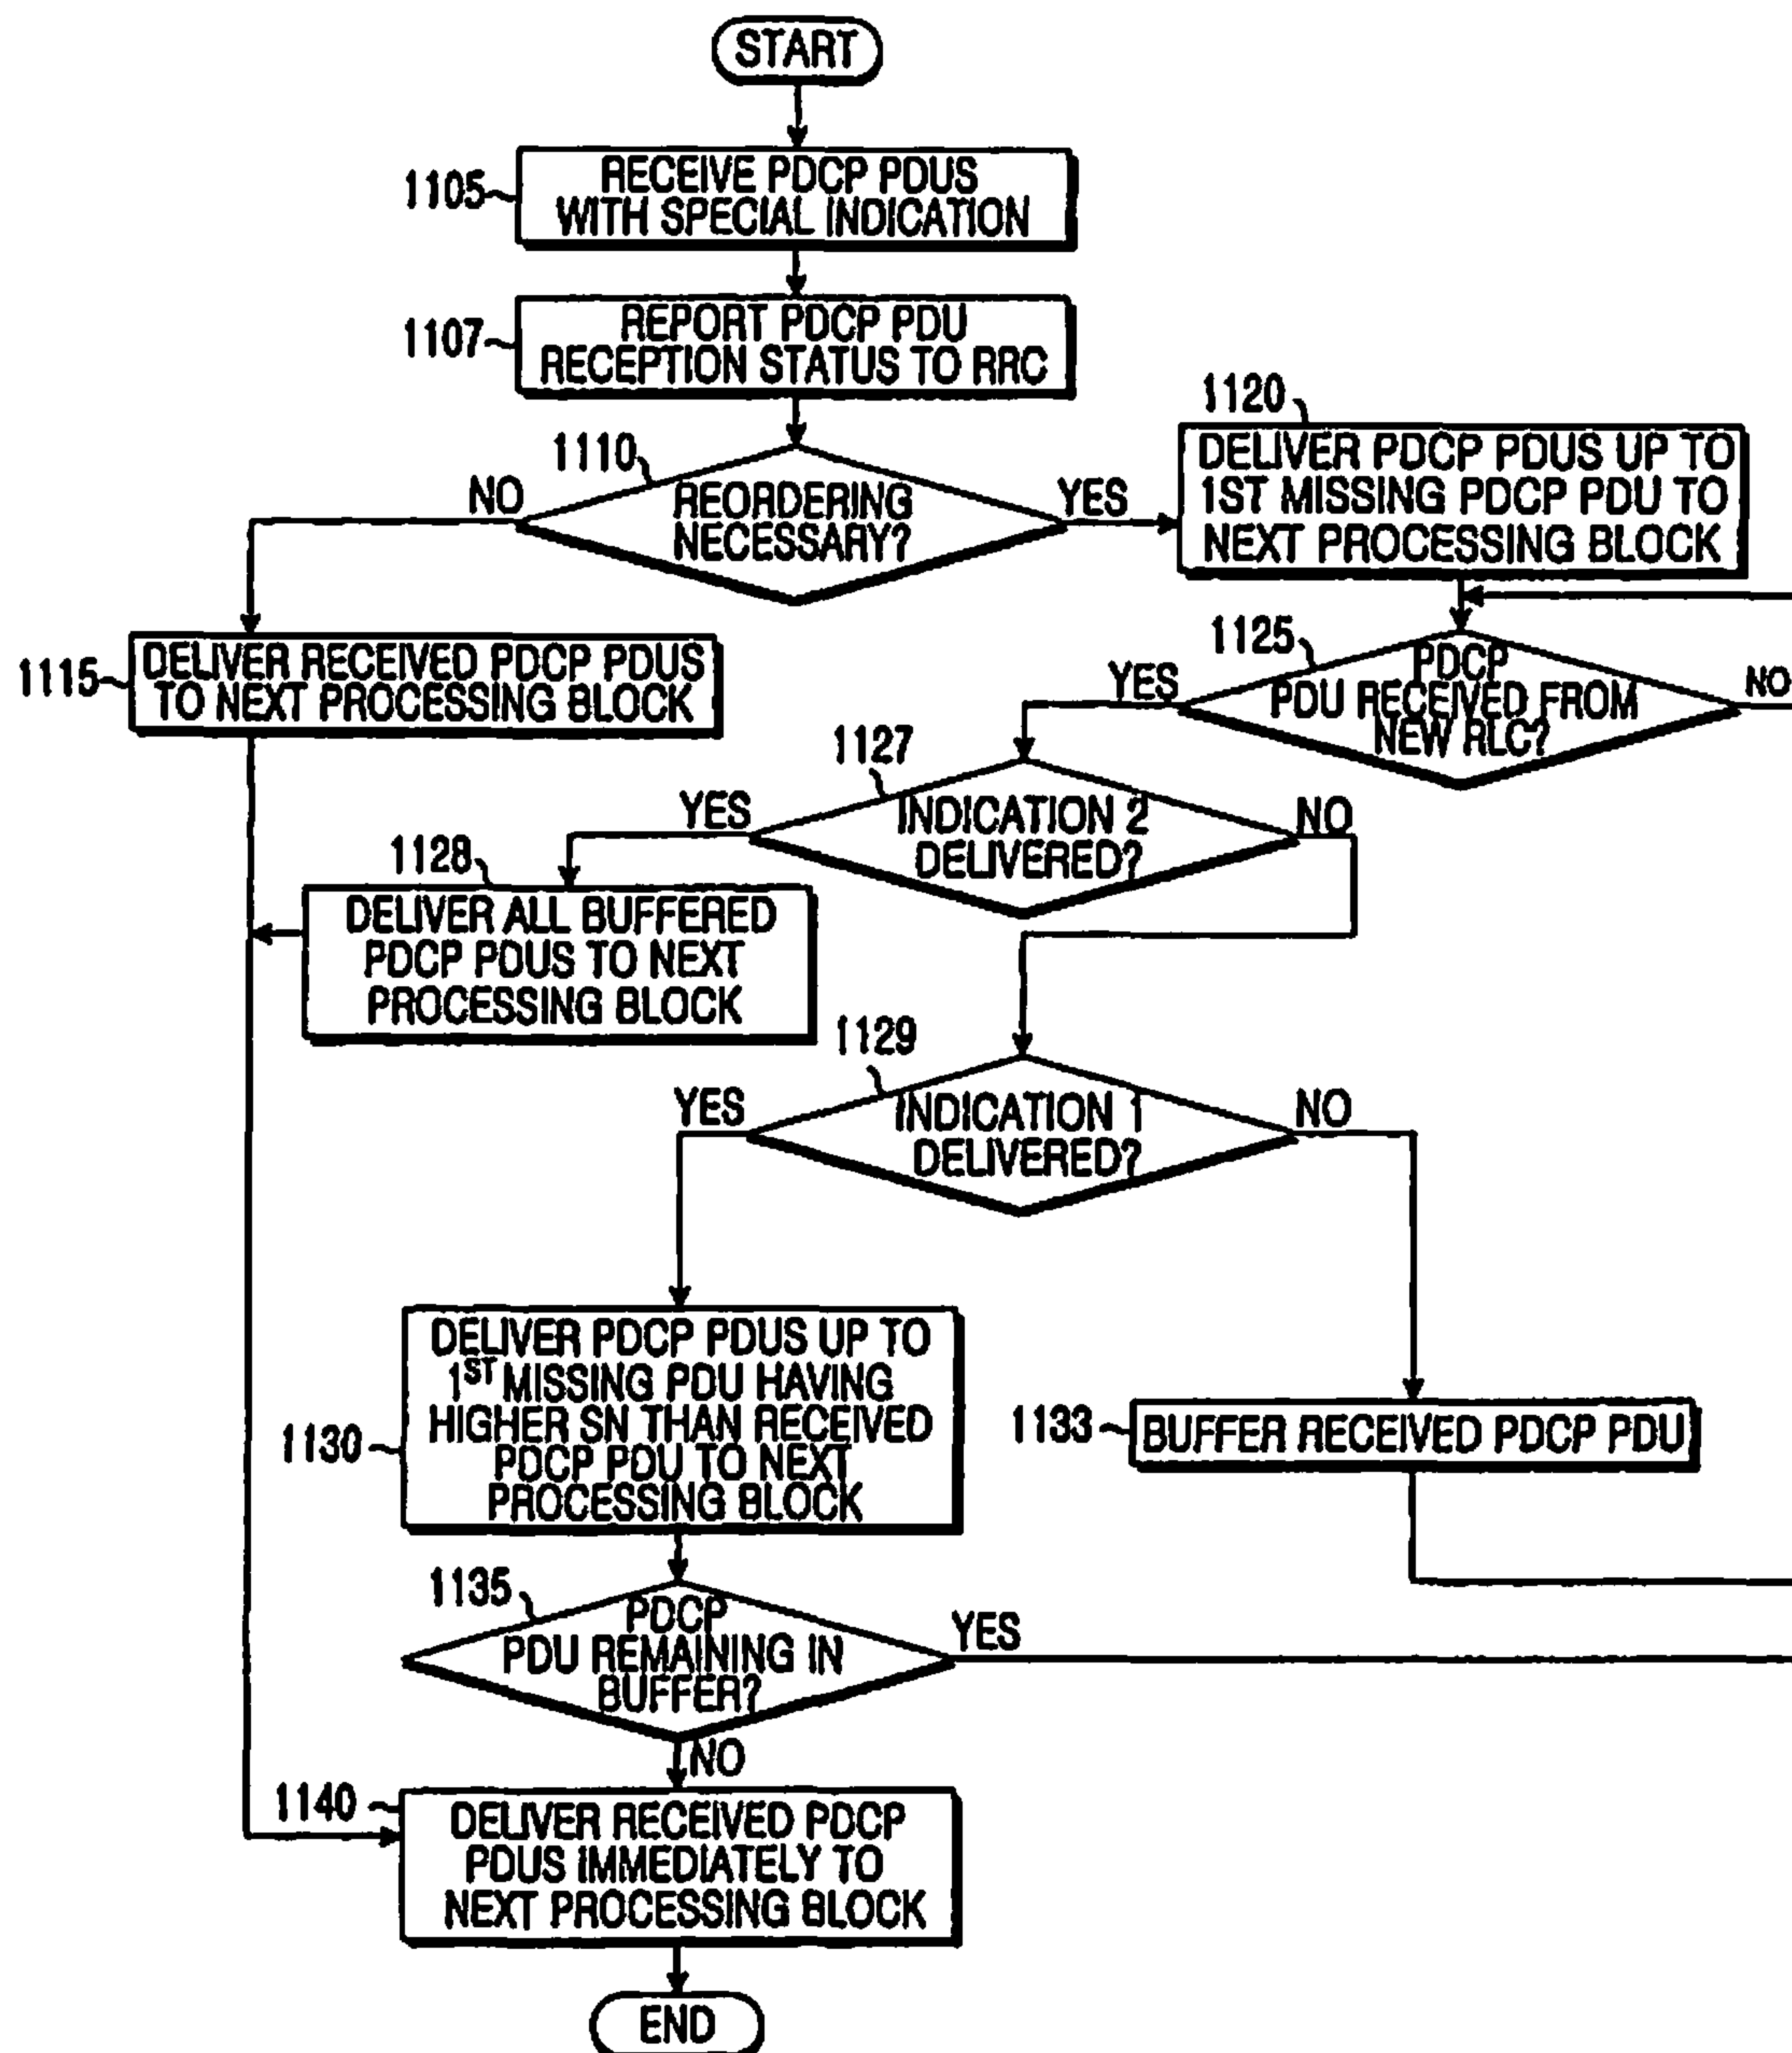 START
1105
RECEIVE PDCP PDUS
WITH SPECIAL INDICATION
1107
REPORT PDCP PDU
RECEPTION STATUS TO RRC
1110
REORDERING
NECESSARY?
NO
YES
1120
DELIVER PDCP PDUS UP TO
1ST MISSING PDCP PDU TO
NEXT PROCESSING BLOCK
1115
DELIVER RECEIVED PDCP PDUS
TO NEXT PROCESSING BLOCK
1125
PDCP
PDU RECEIVED FROM
NEW RLC?
YES
NO
1127
INDICATION 2
DELIVERED?
YES
NO
1128
DELIVER ALL BUFFERED
PDCP PDUS TO NEXT
PROCESSING BLOCK
1129
INDICATION 1
DELIVERED?
YES
NO
1130
DELIVER PDCP PDUS UP TO
1ST MISSING PDU HAVING
HIGHER SN THAN RECEIVED
PDCP PDU TO NEXT
PROCESSING BLOCK
1133
BUFFER RECEIVED PDCP PDU
1135
PDCP
PDU REMAINING IN
BUFFER?
YES
NO
1140
DELIVER RECEIVED PDCP
PDUS IMMEDIATELY TO
NEXT PROCESSING BLOCK
END